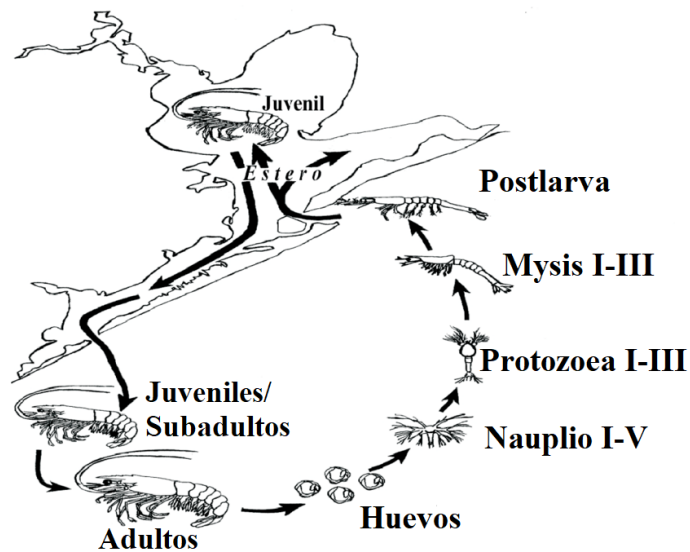 Juvenil
Estero
Postlarva
Mysis I-III
Protozoea I-III
Juveniles/
Subadultos
Nauplio I-V
Huevos
Adultos